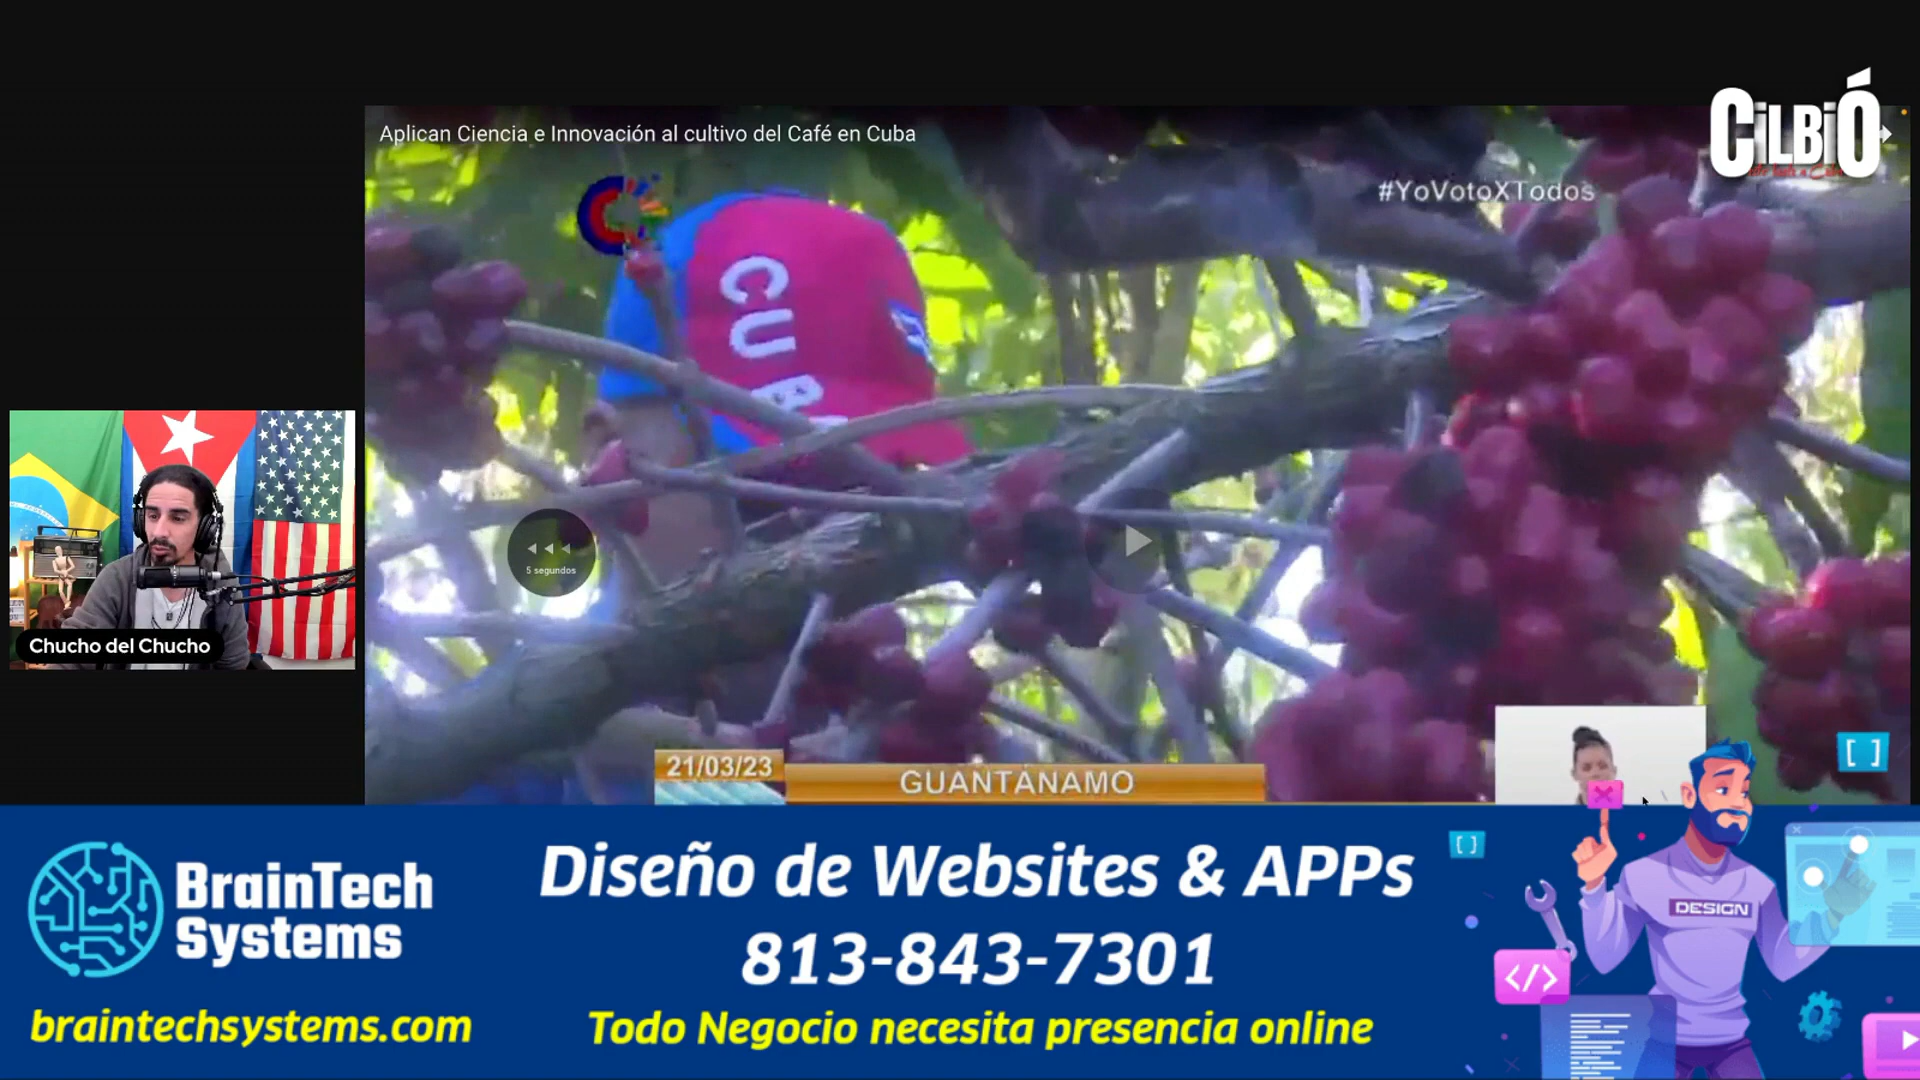 Aplican Ciencia e Innovación al cultivo del Café en Cuba
CiLBiÓ
#YoVotoXTodos
CUBA
5 segundos
Chucho del Chucho
21/03/23
GUANTÁNAMO
[ ]
BrainTech
Systems
braintechsystems.com
Diseño de Websites & APPs
813-843-7301
Todo Negocio necesita presencia online
[ ]
DESIGN
</>